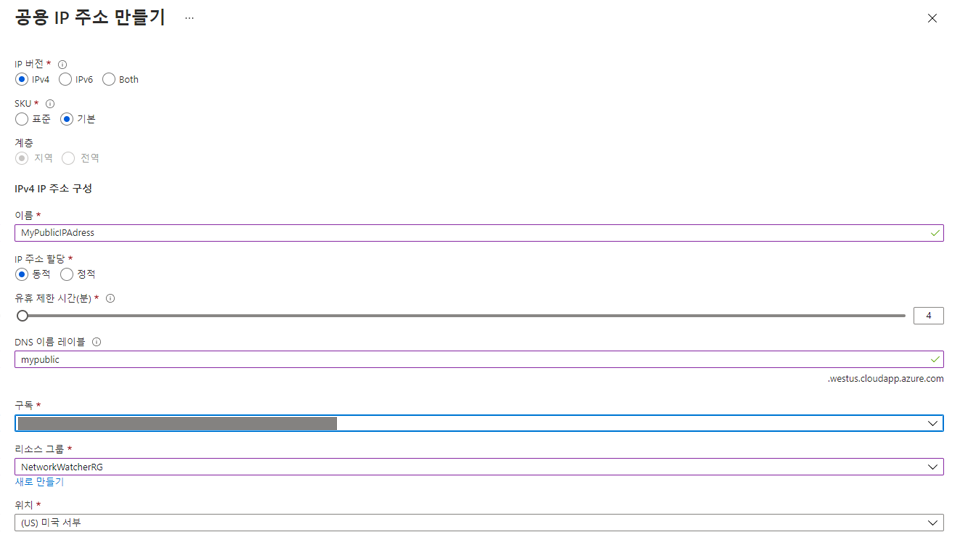 공용 IP 주소 만들기 ...
IP 버전 *
IPv4 IPv6 Both
SKU *
표준 기본
계층
지역 전역
IPv4 IP 주소 구성
이름 *
MyPublicIPAdress
IP 주소 할당 *
동적 정적
유휴 제한 시간(분) *
4
DNS 이름 레이블
mypublic
.westus.cloudapp.azure.com
구독 *
리소스 그룹 *
NetworkWatcherRG
새로 만들기
위치 *
(US) 미국 서부